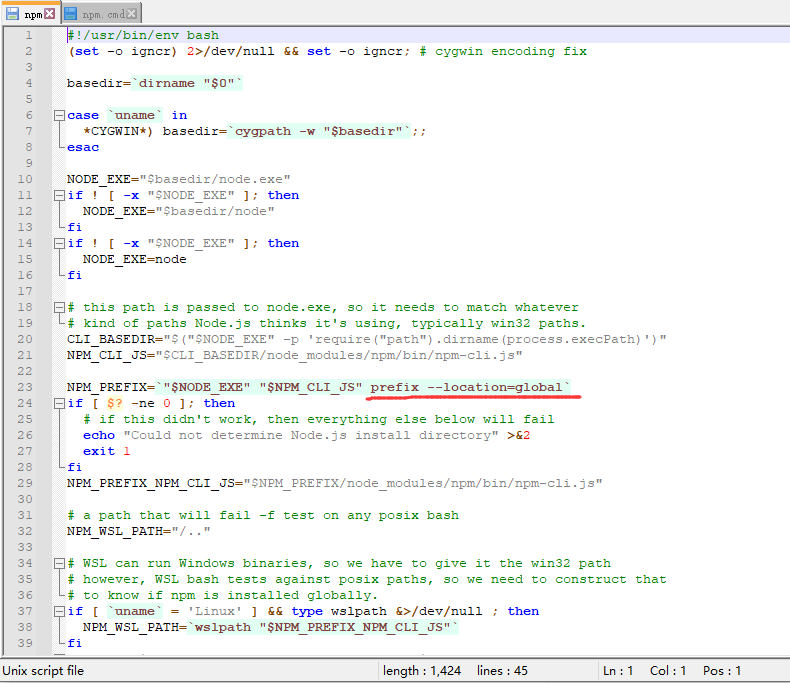 npm npm.cmd
1 #!/usr/bin/env bash
2 (set -o igncr) 2>/dev/null && set -o igncr; # cygwin encoding fix
3
4 basedir=`dirname "$0"`
5
6 case `uname` in
7   *CYGWIN*) basedir=`cygpath -w "$basedir"`;;
8 esac
9
10 NODE_EXE="$basedir/node.exe"
11 if ! [ -x "$NODE_EXE" ]; then
12   NODE_EXE="$basedir/node"
13 fi
14 if ! [ -x "$NODE_EXE" ]; then
15   NODE_EXE=node
16 fi
17
18 # this path is passed to node.exe, so it needs to match whatever
19 # kind of paths Node.js thinks it's using, typically win32 paths.
20 CLI_BASEDIR="$("$NODE_EXE" -p 'require("path").dirname(process.execPath)')"
21 NPM_CLI_JS="$CLI_BASEDIR/node_modules/npm/bin/npm-cli.js"
22
23 NPM_PREFIX=`"$NODE_EXE" "$NPM_CLI_JS" prefix --location=global`
24 if [ $? -ne 0 ]; then
25   # if this didn't work, then everything else below will fail
26   echo "Could not determine Node.js install directory" >&2
27   exit 1
28 fi
29 NPM_PREFIX_NPM_CLI_JS="$NPM_PREFIX/node_modules/npm/bin/npm-cli.js"
30
31 # a path that will fail -f test on any posix bash
32 NPM_WSL_PATH="/.."
33
34 # WSL can run Windows binaries, so we have to give it the win32 path
35 # however, WSL bash tests against posix paths, so we need to construct that
36 # to know if npm is installed globally.
37 if [ `uname` = 'Linux' ] && type wslpath &>/dev/null ; then
38   NPM_WSL_PATH=`wslpath "$NPM_PREFIX_NPM_CLI_JS"`
39 fi
Unix script file length : 1,424 lines : 45 Ln : 1 Col : 1 Pos : 1